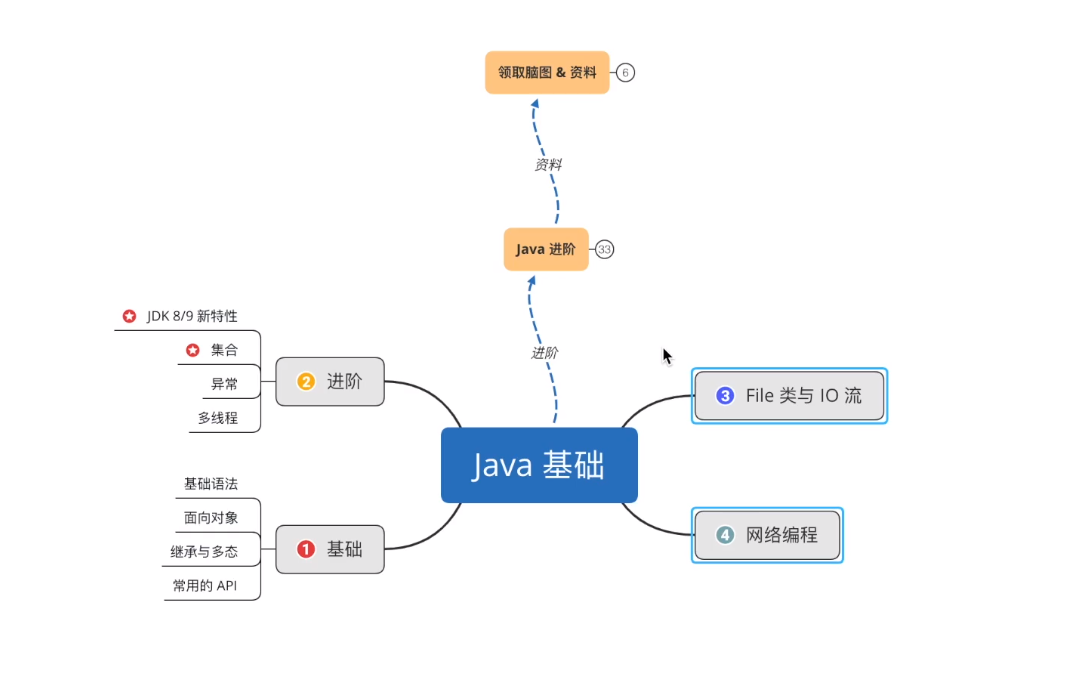 领取脑图 & 资料
6
资料
Java 进阶
33
进阶
JDK 8/9 新特性
集合
异常
多线程
2 进阶
3 File 类与 IO 流
Java 基础
基础语法
面向对象
继承与多态
常用的 API
1 基础
4 网络编程